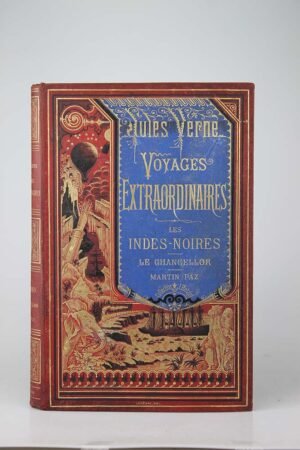 Jules Verne
VOYAGES
EXTRAORDINAIRES
LES
INDES-NOIRES
LE CHANCELLOR
MARTIN PAZ